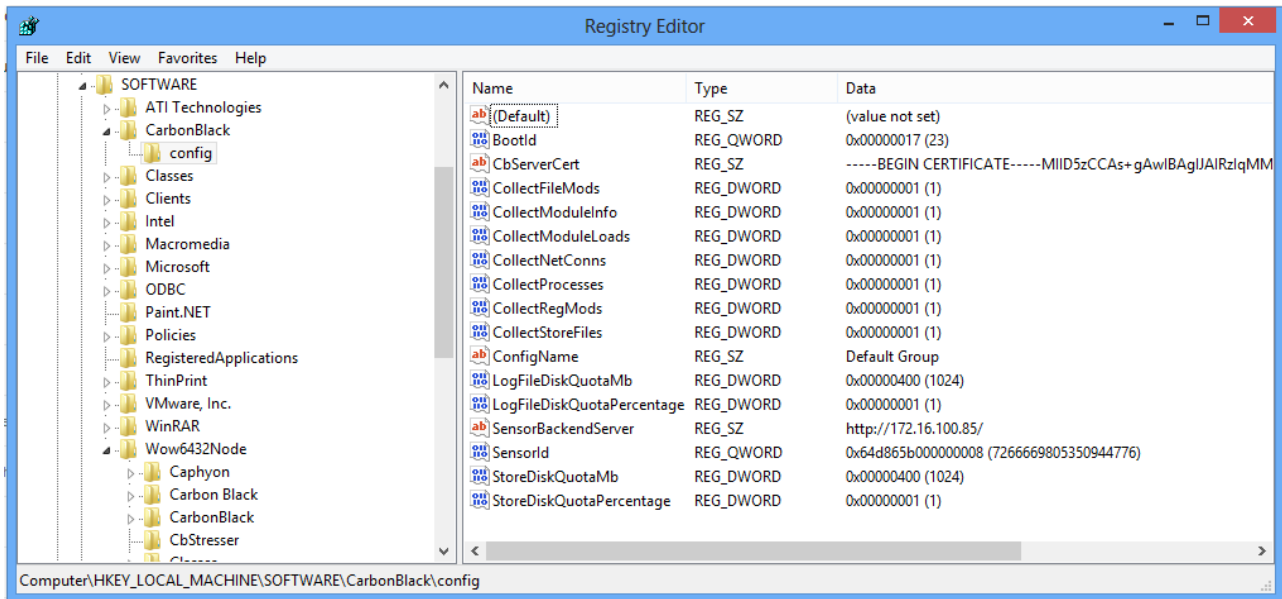 Registry Editor
File Edit View Favorites Help
SOFTWARE
ATI Technologies
CarbonBlack
config
Classes
Clients
Intel
Macromedia
Microsoft
ODBC
Paint.NET
Policies
RegisteredApplications
ThinPrint
VMware, Inc.
WinRAR
Wow6432Node
Caphyon
Carbon Black
CarbonBlack
CbStresser
Name Type Data
(Default) REG_SZ (value not set)
BootId REG_QWORD 0x00000017 (23)
CbServerCert REG_SZ -----BEGIN CERTIFICATE-----MIID5zCCAs+gAwIBAgIJAIRzIqMM
CollectFileMods REG_DWORD 0x00000001 (1)
CollectModuleInfo REG_DWORD 0x00000001 (1)
CollectModuleLoads REG_DWORD 0x00000001 (1)
CollectNetConns REG_DWORD 0x00000001 (1)
CollectProcesses REG_DWORD 0x00000001 (1)
CollectRegMods REG_DWORD 0x00000001 (1)
CollectStoreFiles REG_DWORD 0x00000001 (1)
ConfigName REG_SZ Default Group
LogFileDiskQuotaMb REG_DWORD 0x00000400 (1024)
LogFileDiskQuotaPercentage REG_DWORD 0x00000001 (1)
SensorBackendServer REG_SZ http://172.16.100.85/
SensorId REG_QWORD 0x64d865b000000008 (7266669805350944776)
StoreDiskQuotaMb REG_DWORD 0x00000400 (1024)
StoreDiskQuotaPercentage REG_DWORD 0x00000001 (1)
Computer\HKEY_LOCAL_MACHINE\SOFTWARE\CarbonBlack\config